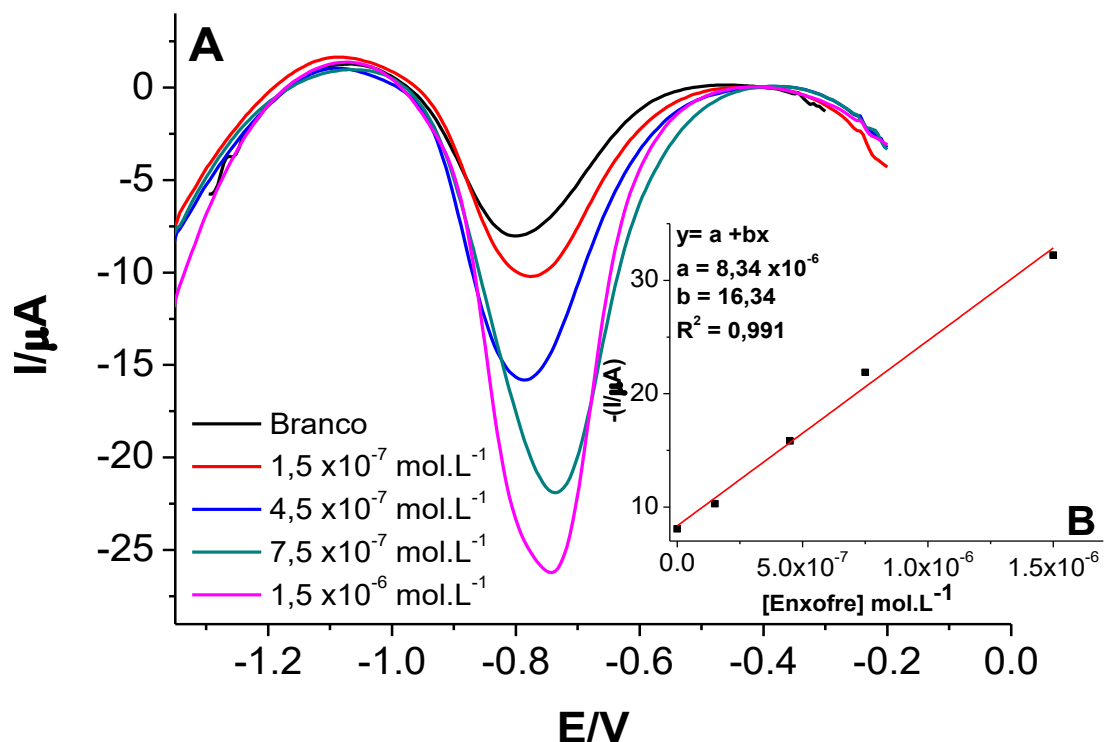 A
I/µA
0
-5
-10
-15
-20
-25
Branco
1,5 x10⁻⁷ mol.L⁻¹
4,5 x10⁻⁷ mol.L⁻¹
7,5 x10⁻⁷ mol.L⁻¹
1,5 x10⁻⁶ mol.L⁻¹
-1.2 -1.0 -0.8 -0.6 -0.4 -0.2 0.0
E/V
y= a +bx
a = 8,34 x10⁻⁶
b = 16,34
R² = 0,991
-(I/µA)
30
20
10
B
0.0 5.0x10⁻⁷ 1.0x10⁻⁶ 1.5x10⁻⁶
[Enxofre] mol.L⁻¹